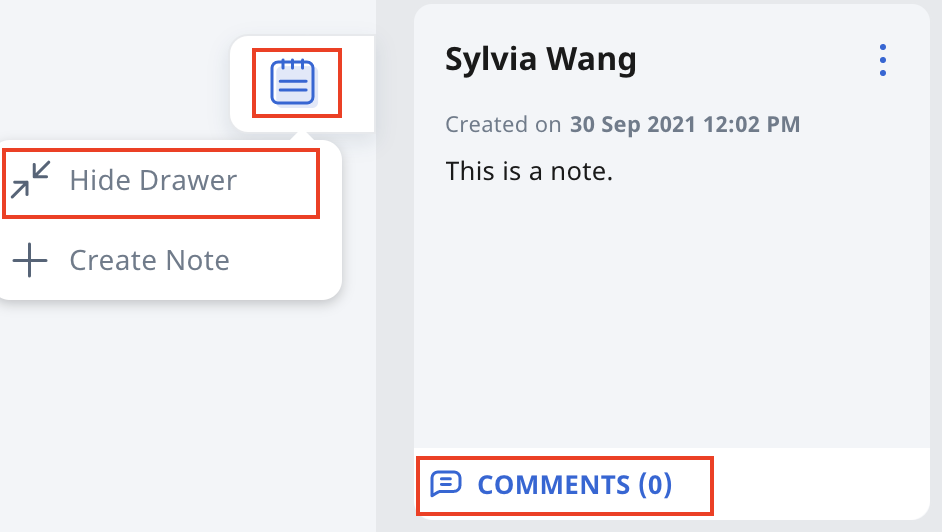 Hide Drawer
Create Note
Sylvia Wang
Created on 30 Sep 2021 12:02 PM
This is a note.
COMMENTS (0)